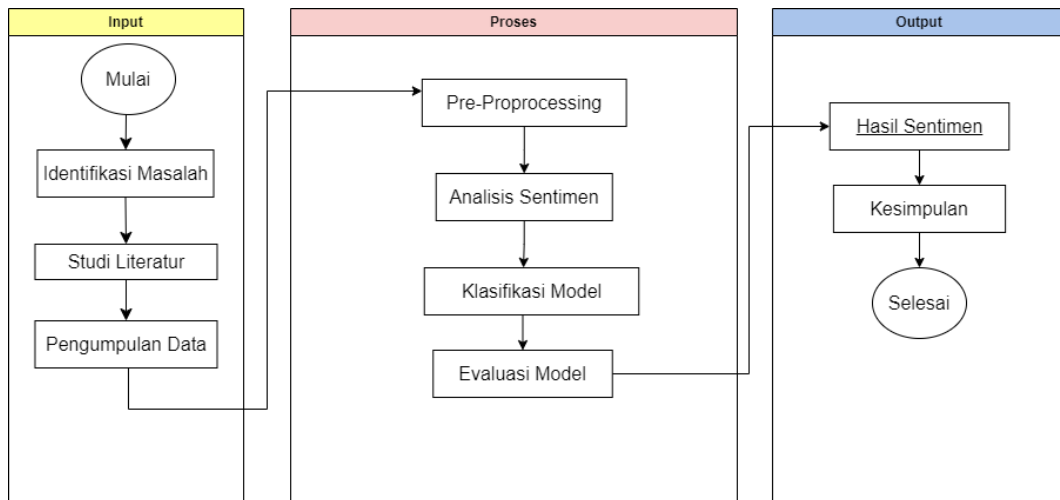 Input
Mulai
Identifikasi Masalah
Studi Literatur
Pengumpulan Data
Proses
Pre-Proprocessing
Analisis Sentimen
Klasifikasi Model
Evaluasi Model
Output
Hasil Sentimen
Kesimpulan
Selesai